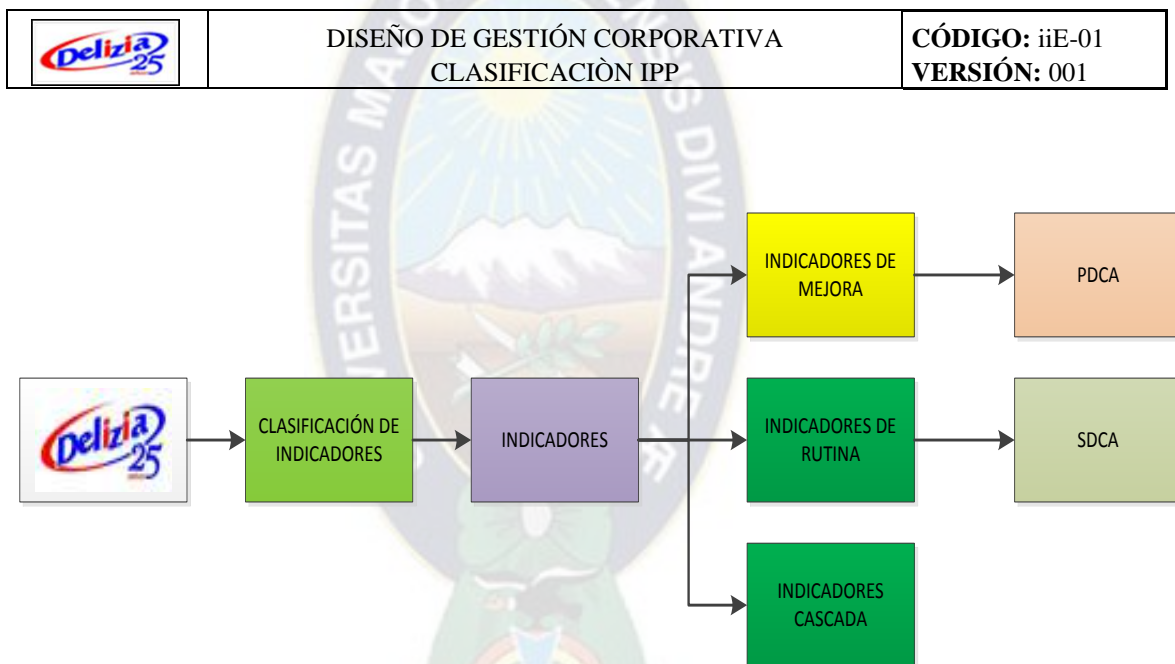 Delizia
25
DISEÑO DE GESTIÓN CORPORATIVA
CLASIFICACIÒN IPP
CÓDIGO: iiE-01
VERSIÓN: 001
INDICADORES DE
MEJORA
PDCA
Delizia
25
CLASIFICACIÓN DE
INDICADORES
INDICADORES
INDICADORES DE
RUTINA
SDCA
INDICADORES
CASCADA